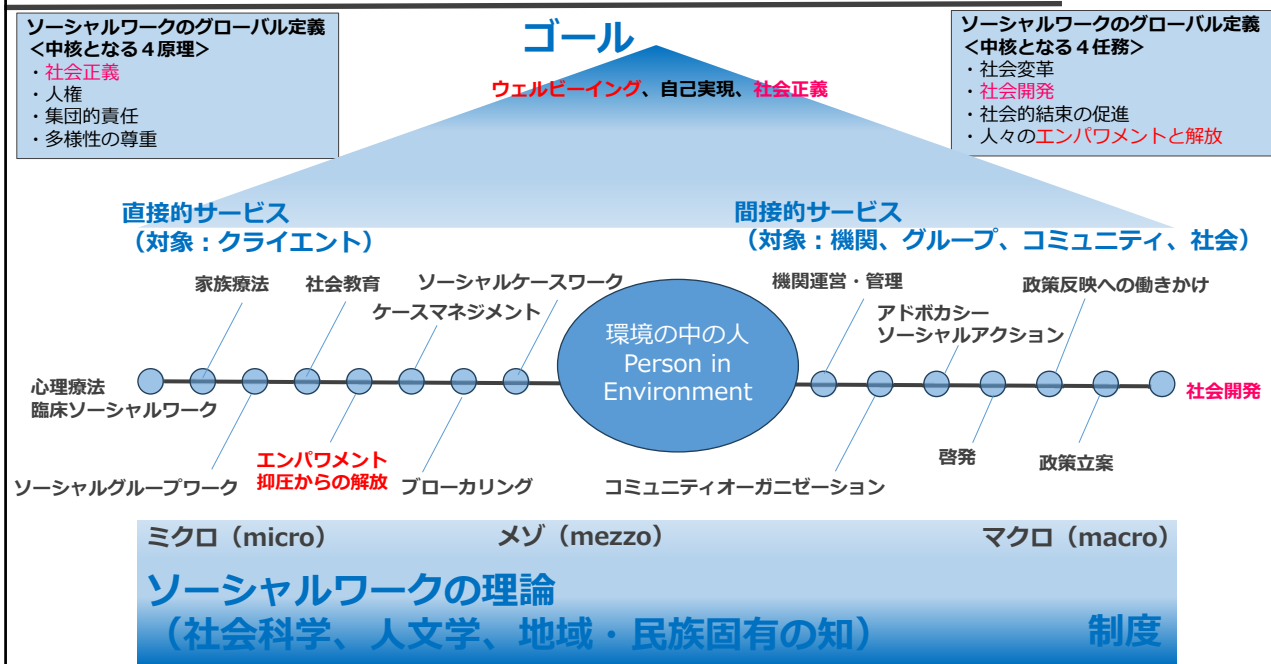 ソーシャルワークのグローバル定義
<中核となる４原理>
・社会正義
・人権
・集団的責任
・多様性の尊重
ゴール
ウェルビーイング、自己実現、社会正義
ソーシャルワークのグローバル定義
<中核となる４任務>
・社会変革
・社会開発
・社会的結束の促進
・人々のエンパワメントと解放
直接的サービス
（対象：クライエント）
間接的サービス
（対象：機関、グループ、コミュニティ、社会）
家族療法
社会教育
ソーシャルケースワーク
ケースマネジメント
機関運営・管理
アドボカシー
ソーシャルアクション
政策反映への働きかけ
環境の中の人
Person in
Environment
心理療法
臨床ソーシャルワーク
社会開発
ソーシャルグループワーク
エンパワメント
抑圧からの解放
ブローカリング
コミュニティオーガニゼーション
啓発
政策立案
ミクロ（micro）
メゾ（mezzo）
マクロ（macro）
ソーシャルワークの理論
（社会科学、人文学、地域・民族固有の知）
制度